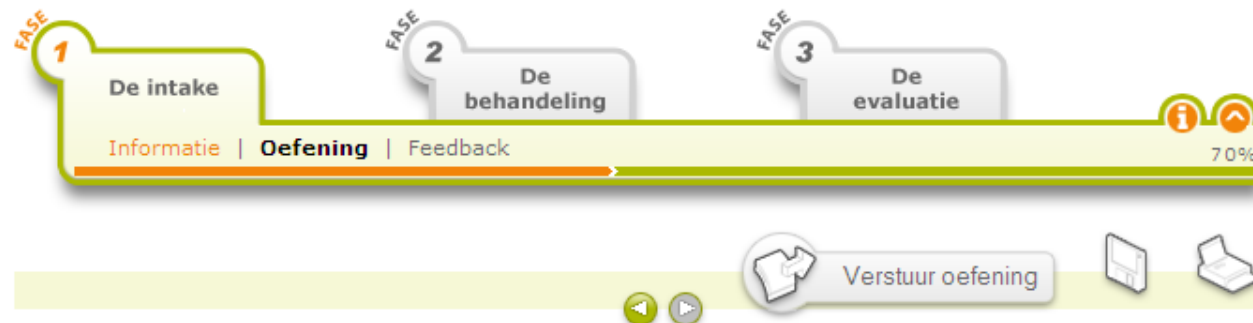 FASE 1
De intake
FASE 2
De
behandeling
FASE 3
De
evaluatie
Informatie | Oefening | Feedback
70%
Verstuur oefening